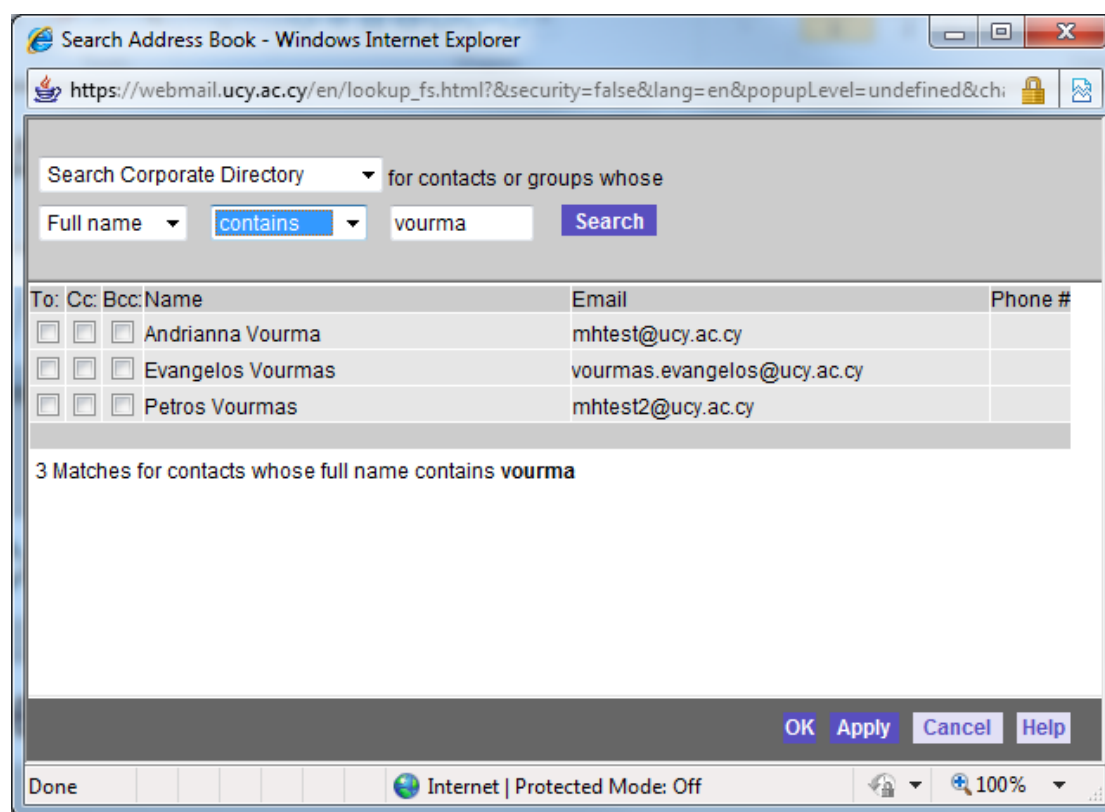 Search Address Book - Windows Internet Explorer
https://webmail.ucy.ac.cy/en/lookup_fs.html?&security=false&lang=en&popupLevel=undefined&cha
Search Corporate Directory for contacts or groups whose
Full name contains vourma Search
To: Cc: Bcc: Name Email Phone #
Andrianna Vourma mhtest@ucy.ac.cy
Evangelos Vourmas vourmas.evangelos@ucy.ac.cy
Petros Vourmas mhtest2@ucy.ac.cy
3 Matches for contacts whose full name contains vourma
OK Apply Cancel Help
Done Internet | Protected Mode: Off 100%